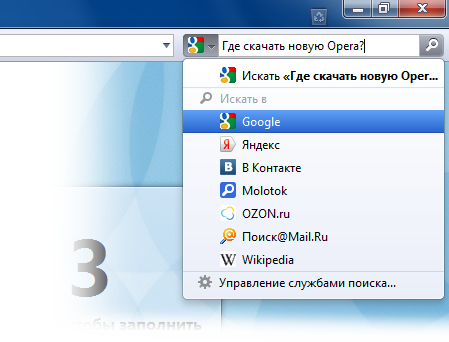 Где скачать новую Opera?
Искать «Где скачать новую Oper...
Искать в
Google
Яндекс
В Контакте
Molotok
OZON.ru
Поиск@Mail.Ru
Wikipedia
Управление службами поиска...
3
чтобы заполнить